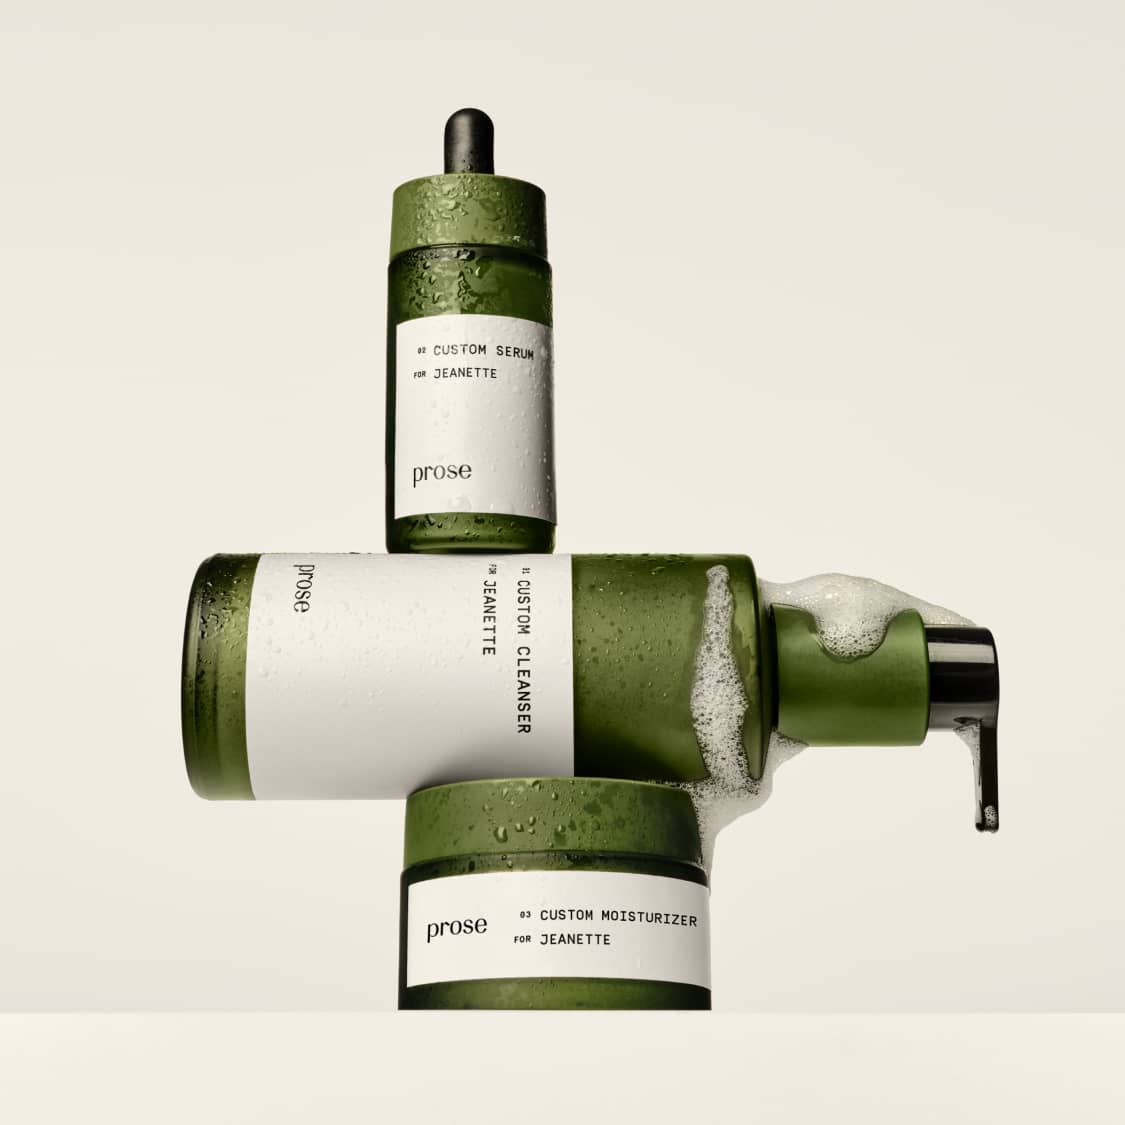 02 CUSTOM SERUM
FOR JEANETTE
prose
01 CUSTOM CLEANSER
FOR JEANETTE
prose
prose
03 CUSTOM MOISTURIZER
FOR JEANETTE